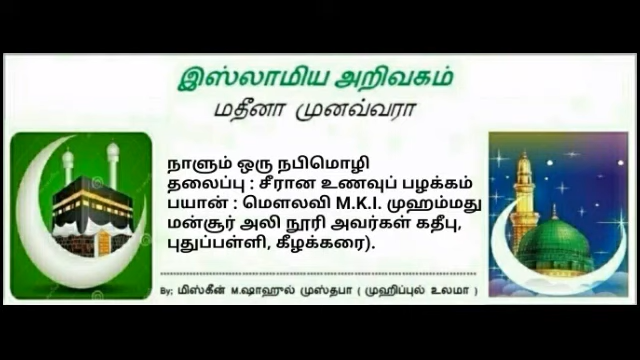 இஸ்லாமிய அறிவகம்
மதீனா முனவ்வரா
நாளும் ஒரு நபிமொழி
தலைப்பு : சீரான உணவுப் பழக்கம்
பயான் : மௌலவி M.K.I. முஹம்மது
மன்சூர் அலி நூரி அவர்கள் கதீபு,
புதுப்பள்ளி, கீழக்கரை).
By; மிஸ்கீன் M.ஷாஹுல் முஸ்தபா ( முஹிப்புல் உலமா )